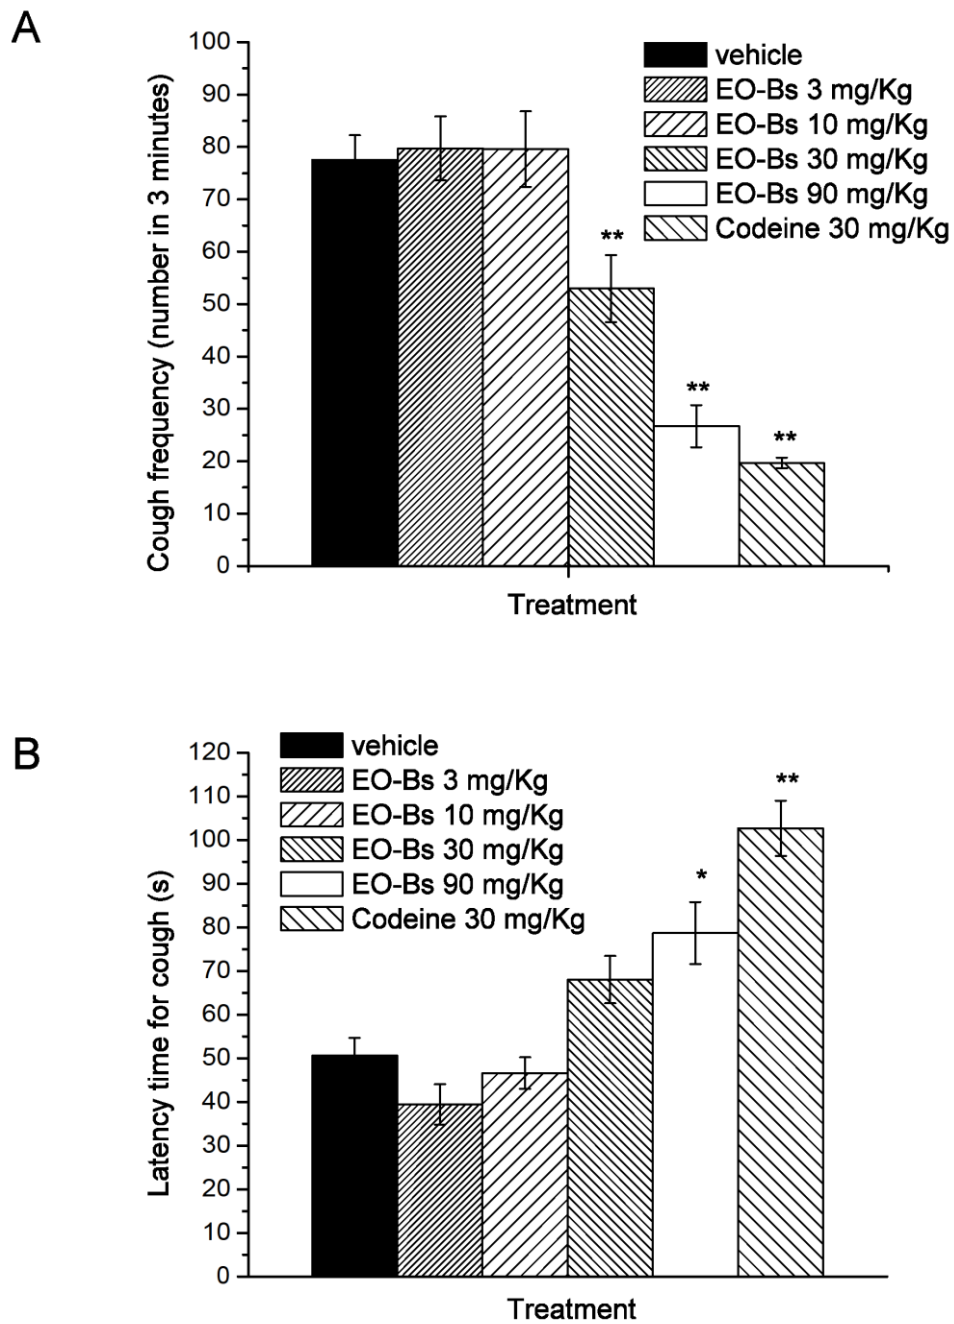 A
100
90
80
70
60
50
40
30
20
10
0
Cough frequency (number in 3 minutes)
vehicle
EO-Bs 3 mg/Kg
EO-Bs 10 mg/Kg
EO-Bs 30 mg/Kg
EO-Bs 90 mg/Kg
Codeine 30 mg/Kg
**
**
**
Treatment
B
120
110
100
90
80
70
60
50
40
30
20
10
0
Latency time for cough (s)
vehicle
EO-Bs 3 mg/Kg
EO-Bs 10 mg/Kg
EO-Bs 30 mg/Kg
EO-Bs 90 mg/Kg
Codeine 30 mg/Kg
*
**
Treatment